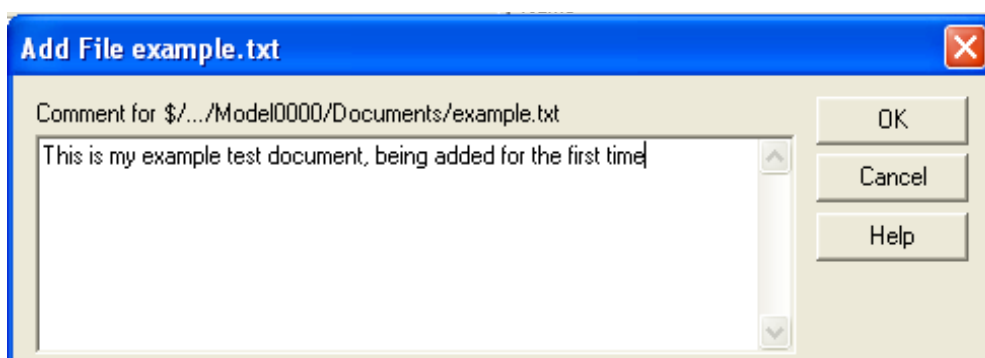 Add File example.txt
Comment for $/.../Model0000/Documents/example.txt
OK
This is my example test document, being added for the first time
Cancel
Help